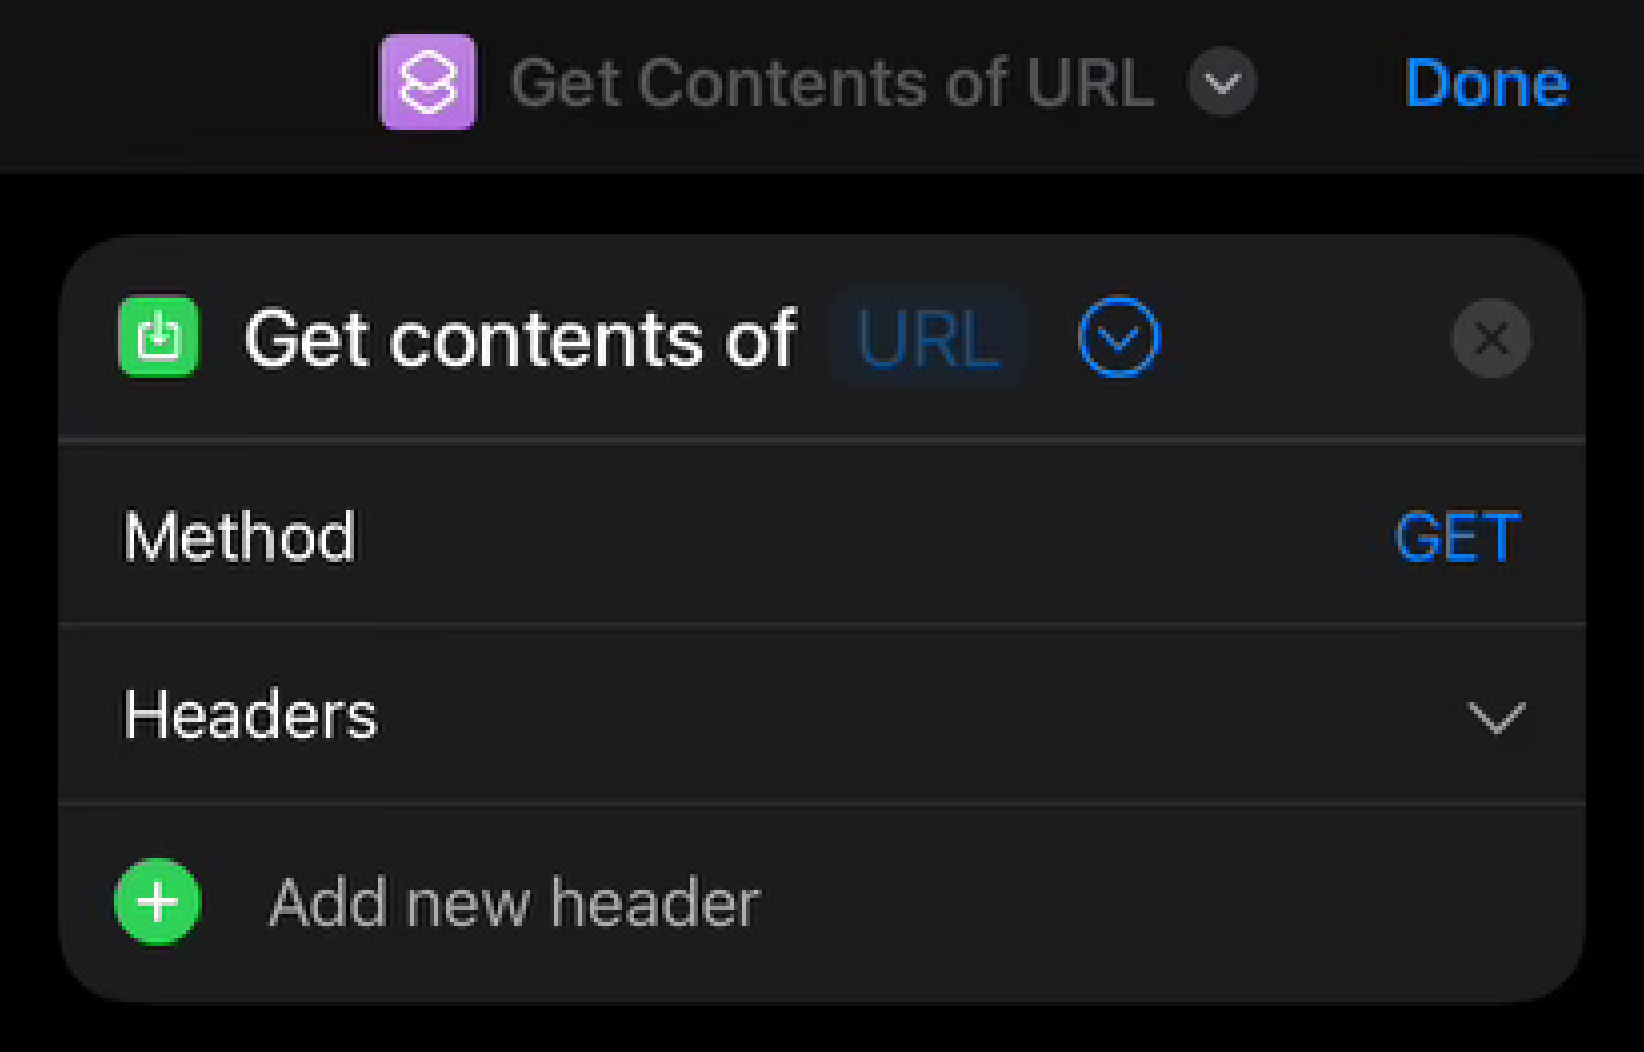 Get Contents of URL Done
Get contents of URL
Method GET
Headers
Add new header